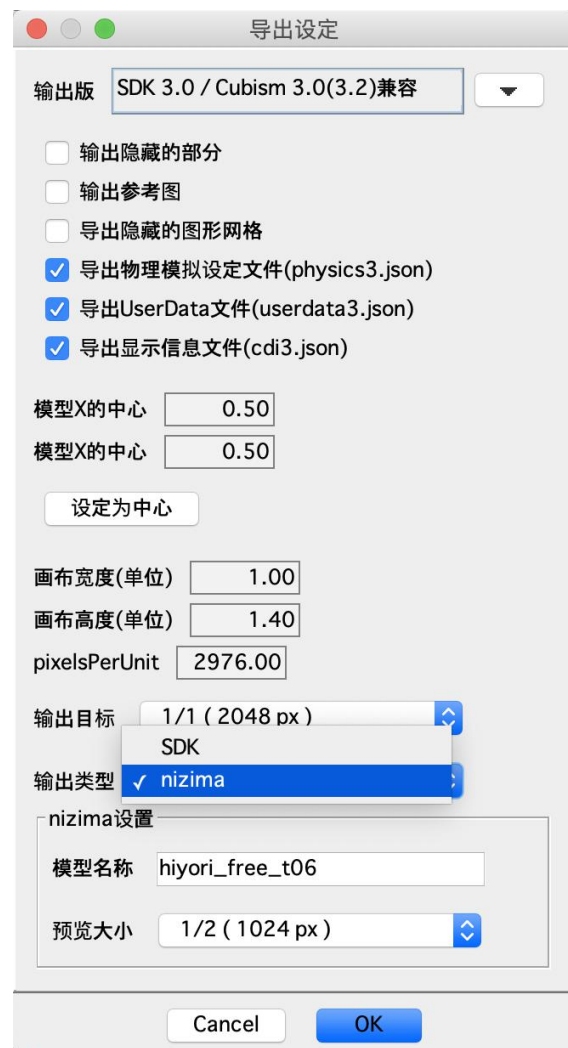 导出设定
输出版 SDK 3.0 / Cubism 3.0(3.2)兼容
输出隐藏的部分
输出参考图
导出隐藏的图形网格
导出物理模拟设定文件(physics3.json)
导出UserData文件(userdata3.json)
导出显示信息文件(cdi3.json)
模型X的中心 0.50
模型X的中心 0.50
设定为中心
画布宽度(单位) 1.00
画布高度(单位) 1.40
pixelsPerUnit 2976.00
输出目标 1/1 ( 2048 px )
SDK
输出类型 ✓ nizima
nizima设置
模型名称 hiyori_free_t06
预览大小 1/2 ( 1024 px )
Cancel OK